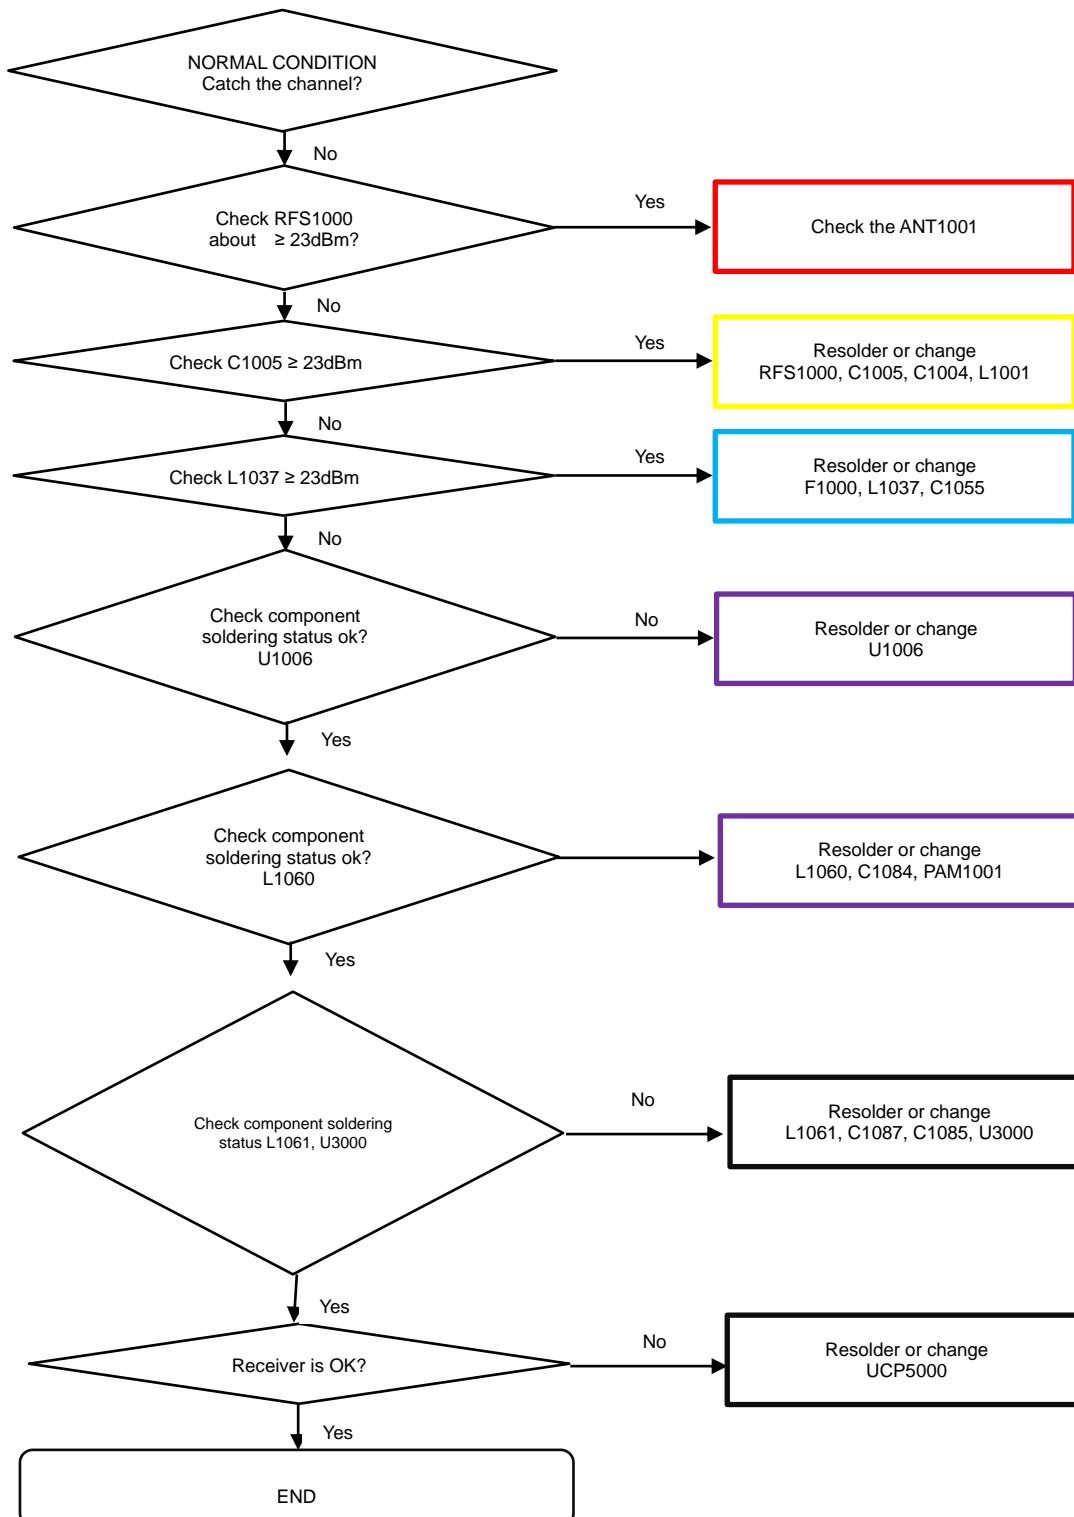 NORMAL CONDITION
Catch the channel?
No
Check RFS1000
about ≥ 23dBm?
Yes
Check the ANT1001
No
Check C1005 ≥ 23dBm
Yes
Resolder or change
RFS1000, C1005, C1004, L1001
No
Check L1037 ≥ 23dBm
Yes
Resolder or change
F1000, L1037, C1055
No
Check component
soldering status ok?
U1006
No
Resolder or change
U1006
Yes
Check component
soldering status ok?
L1060
Resolder or change
L1060, C1084, PAM1001
Yes
Check component soldering
status L1061, U3000
No
Resolder or change
L1061, C1087, C1085, U3000
Yes
Receiver is OK?
No
Resolder or change
UCP5000
Yes
END